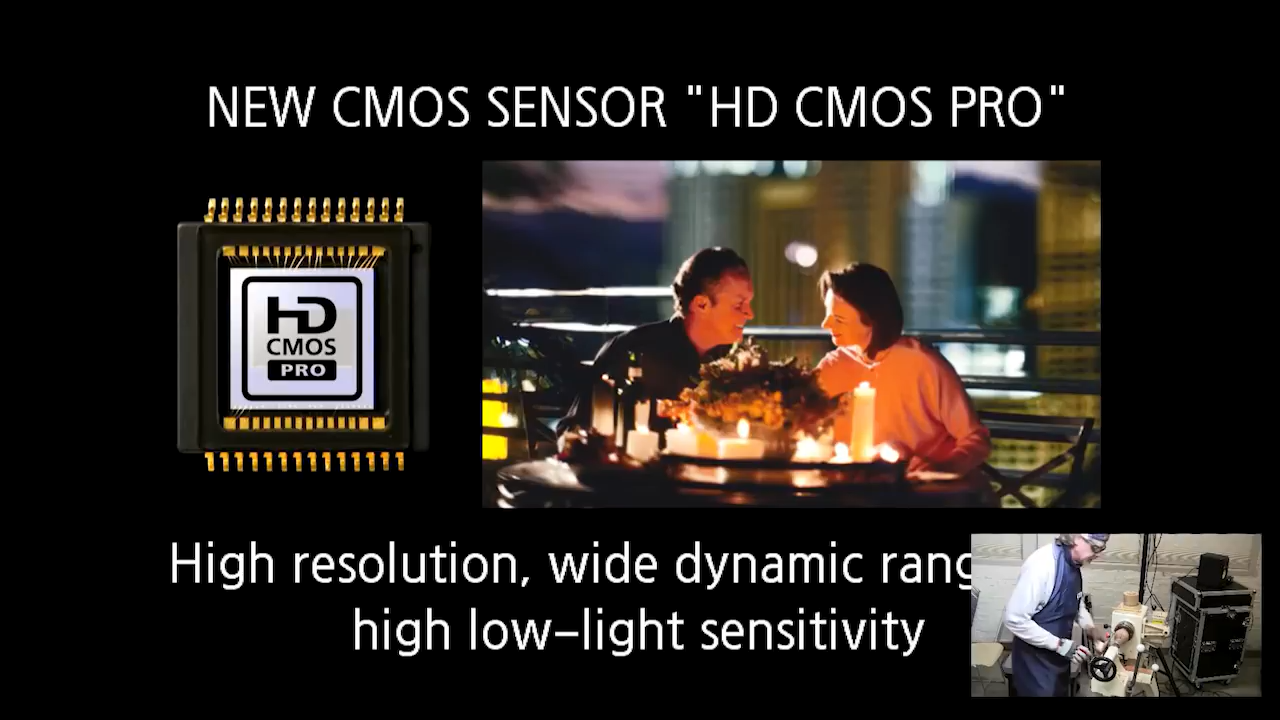 NEW CMOS SENSOR "HD CMOS PRO"
HD
CMOS
PRO
High resolution, wide dynamic rang
high low-light sensitivity